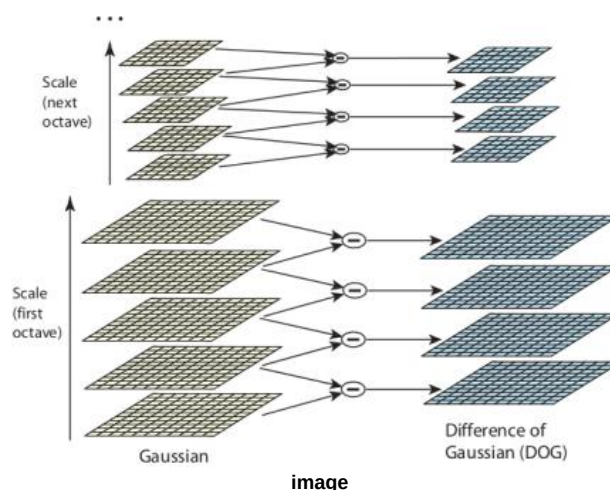 ...
Scale
(next
octave)
Scale
(first
octave)
Gaussian
Difference of
Gaussian (DOG)
image